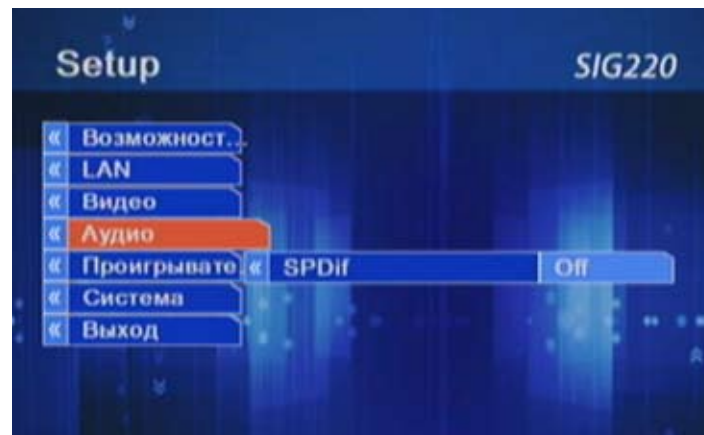 Setup
SIG220
« Возможност...
« LAN
« Видео
« Аудио
« Проигрывате.
« SPDif Off
« Система
« Выход